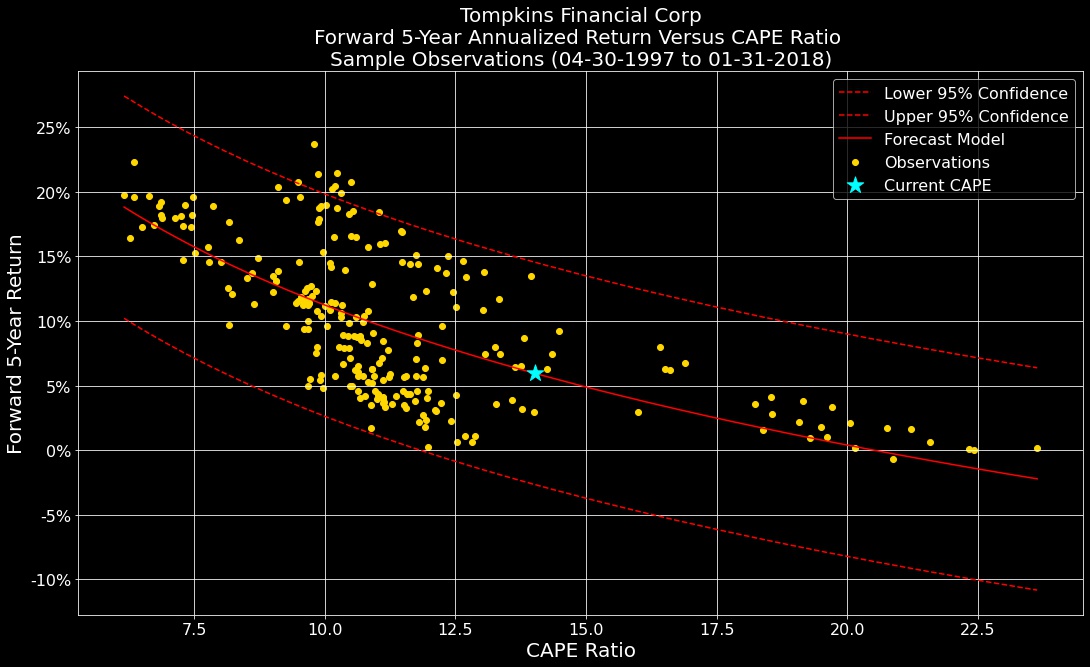 Tompkins Financial Corp
Forward 5-Year Annualized Return Versus CAPE Ratio
Sample Observations (04-30-1997 to 01-31-2018)
Lower 95% Confidence
Upper 95% Confidence
Forecast Model
Observations
Current CAPE
Forward 5-Year Return
25%
20%
15%
10%
5%
0%
-5%
-10%
7.5 10.0 12.5 15.0 17.5 20.0 22.5
CAPE Ratio